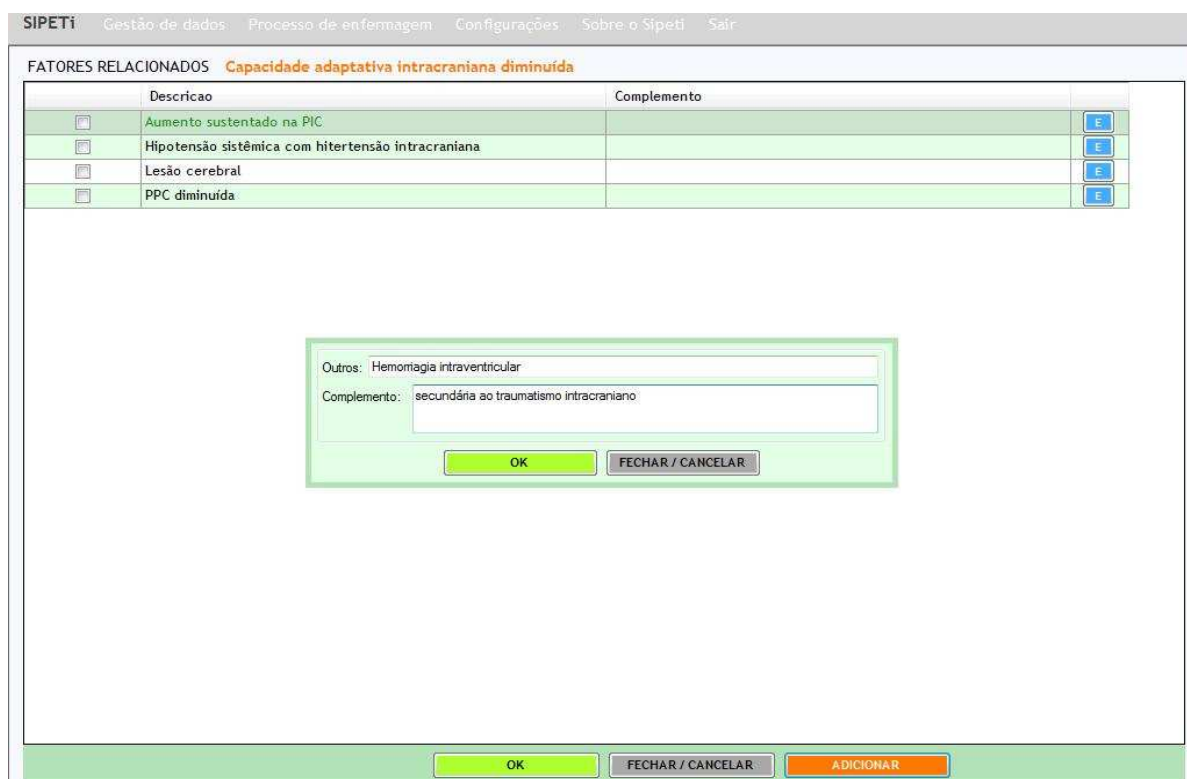 SIPETi Gestão de dados Processo de enfermagem Configurações Sobre o Sipeti Sair
FATORES RELACIONADOS Capacidade adaptativa intracraniana diminuída
Descricao Complemento
Aumento sustentado na PIC E
Hipotensão sistêmica com hitertensão intracraniana E
Lesão cerebral E
PPC diminuída E
Outros: Hemorriagia intraventricular
Complemento: secundária ao traumatismo intracraniano
OK FECHAR / CANCELAR
OK FECHAR / CANCELAR ADICIONAR